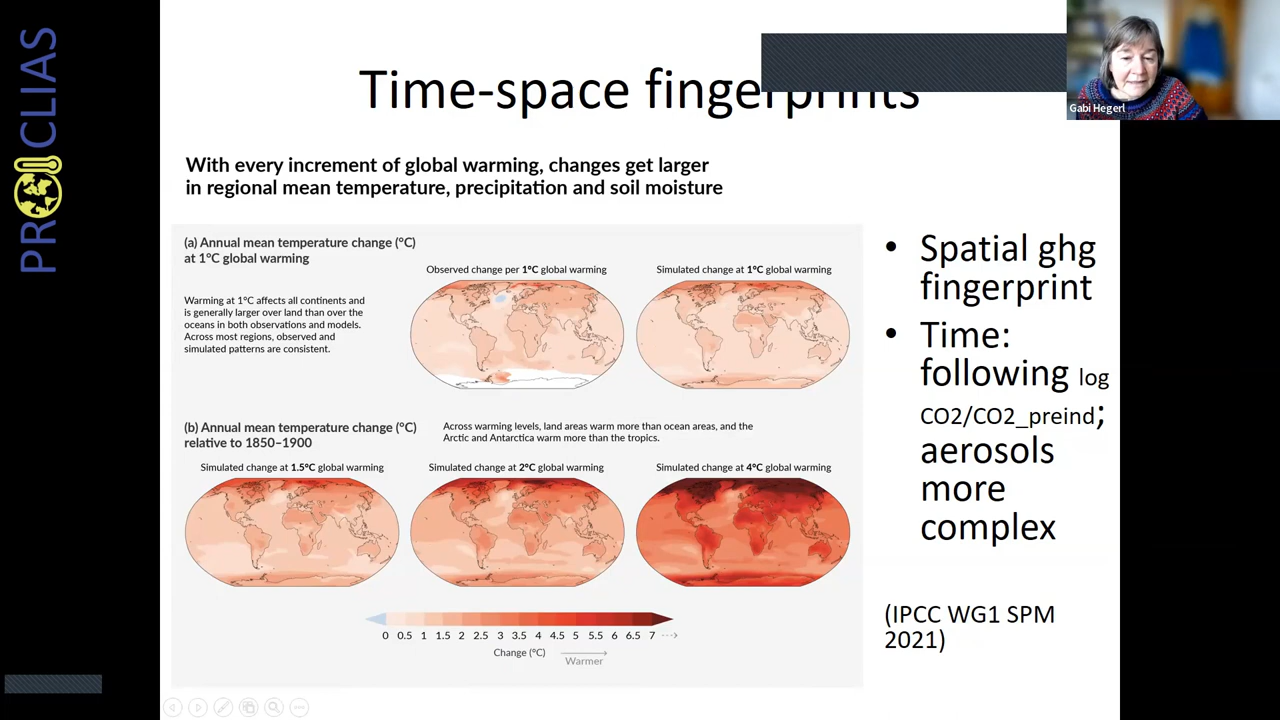 PROCLIAS
Time-space fingerprints
Gabi Hegerl
With every increment of global warming, changes get larger
in regional mean temperature, precipitation and soil moisture
(a) Annual mean temperature change (°C)
at 1°C global warming
Warming at 1°C affects all continents and
is generally larger over land than over the
oceans in both observations and models.
Across most regions, observed and
simulated patterns are consistent.
Observed change per 1°C global warming
Simulated change at 1°C global warming
(b) Annual mean temperature change (°C)
relative to 1850–1900
Across warming levels, land areas warm more than ocean areas, and the
Arctic and Antarctica warm more than the tropics.
Simulated change at 1.5°C global warming
Simulated change at 2°C global warming
Simulated change at 4°C global warming
0 0.5 1 1.5 2 2.5 3 3.5 4 4.5 5 5.5 6 6.5 7
Change (°C)
Warmer
• Spatial ghg
fingerprint
• Time:
following log
CO2/CO2_preind;
aerosols
more
complex
(IPCC WG1 SPM
2021)